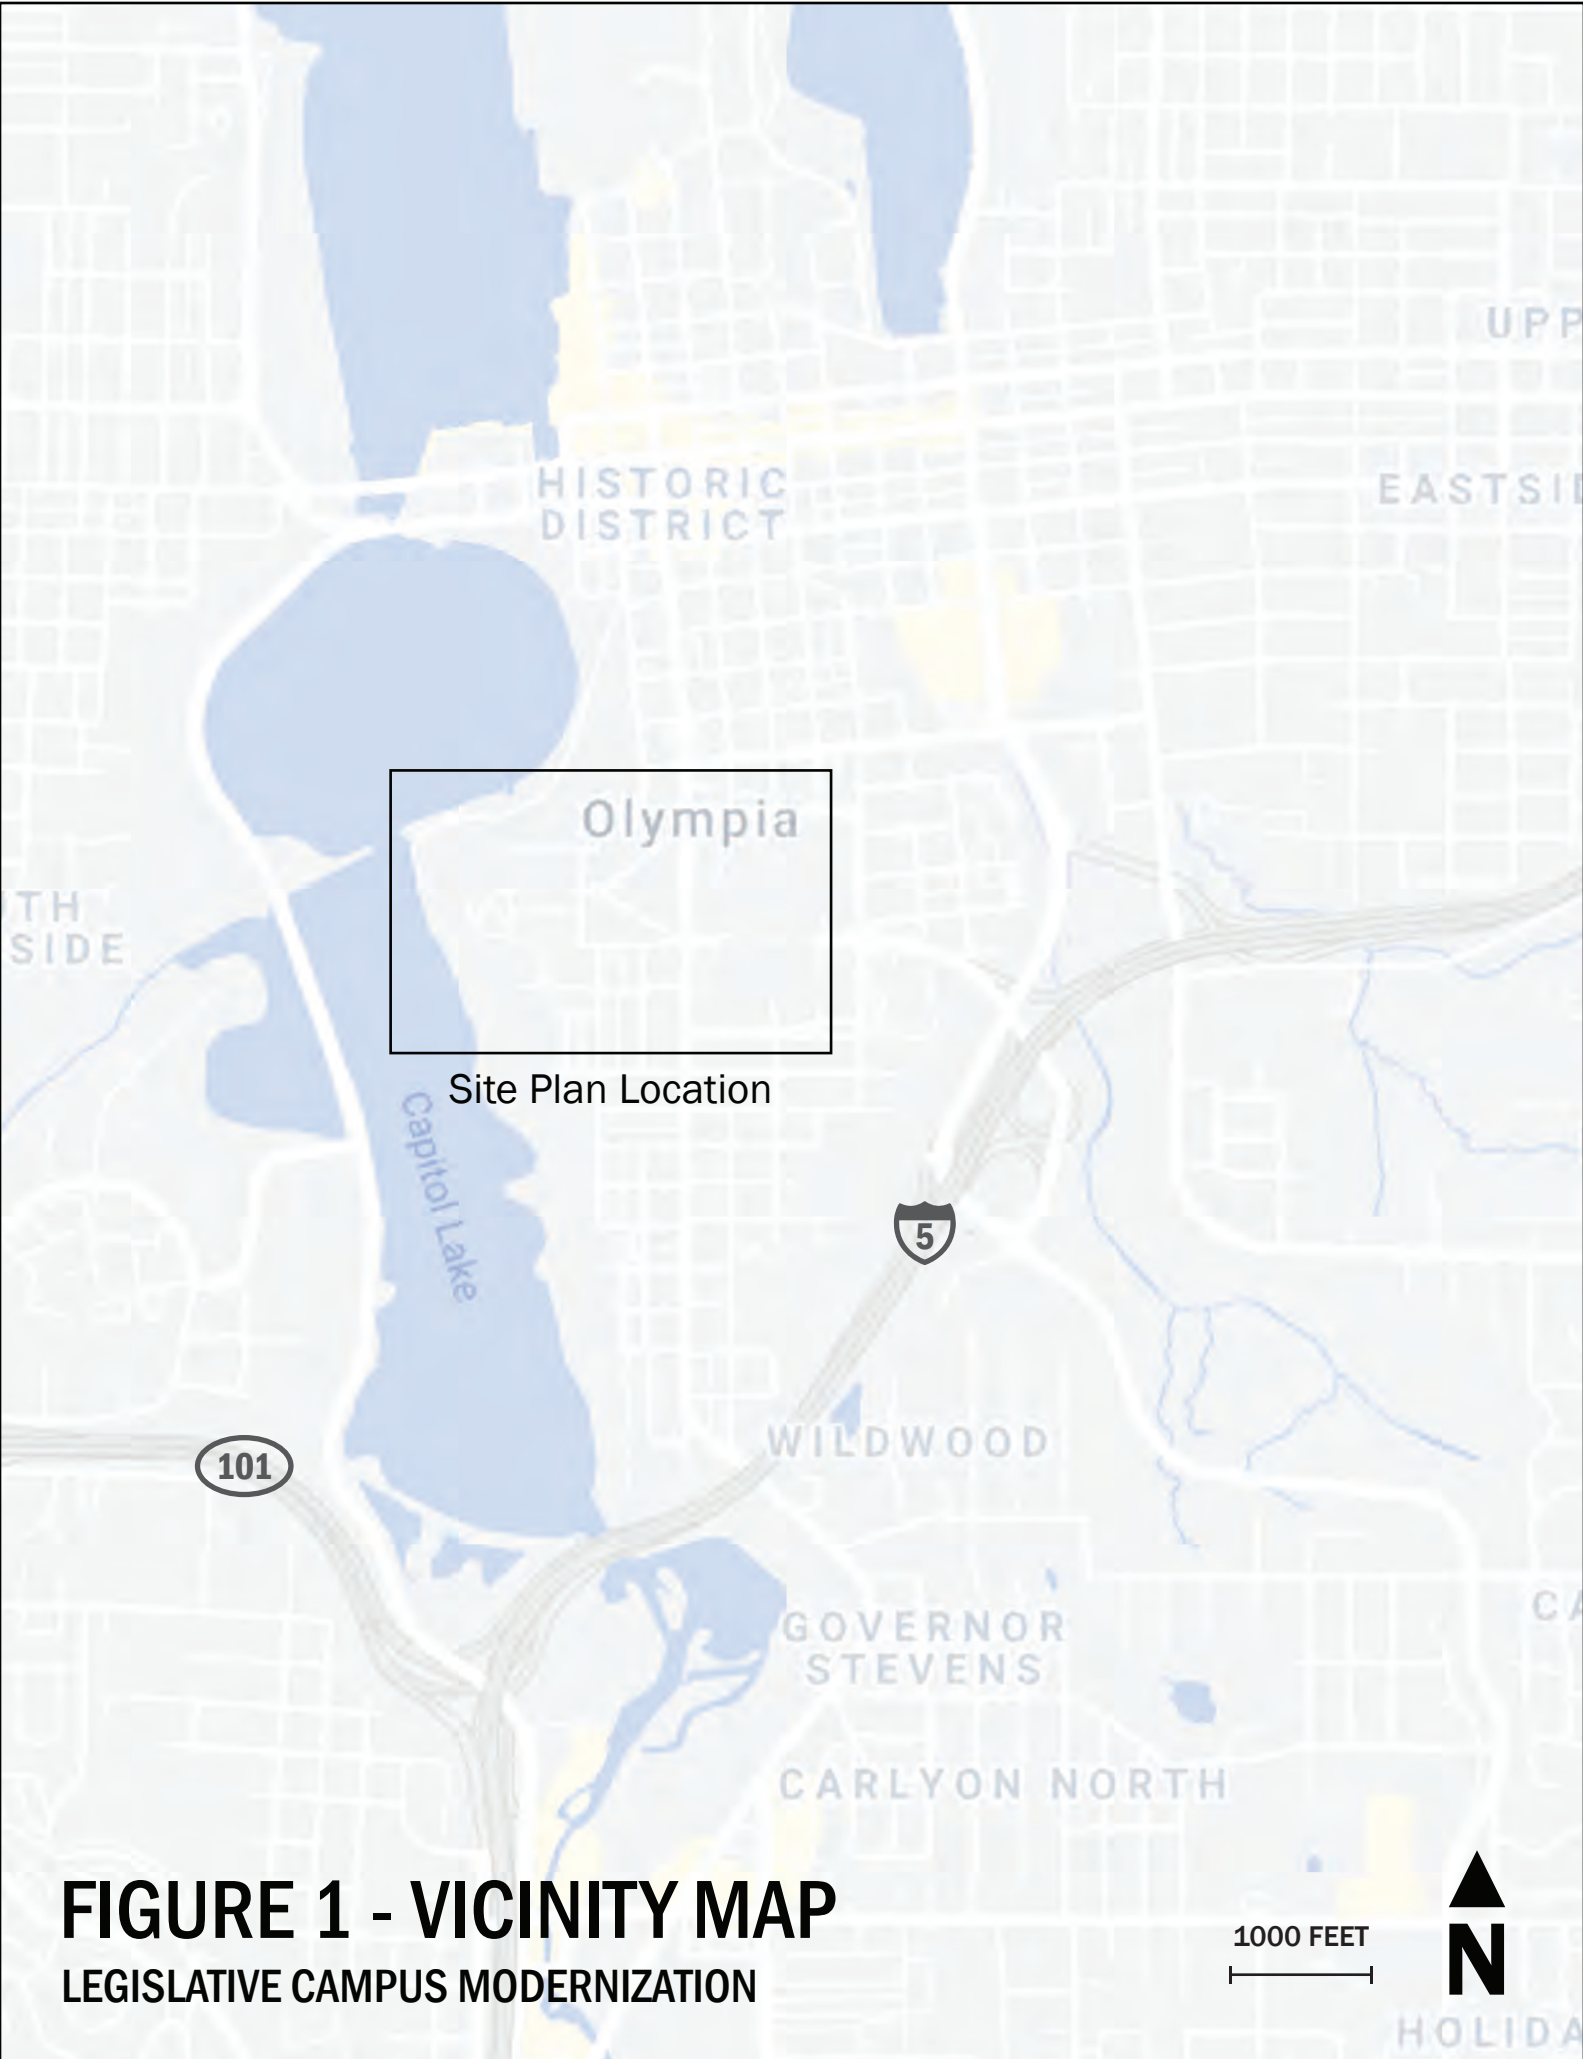 UPP
HISTORIC
DISTRICT
EASTSID
Olympia
TH
SIDE
Site Plan Location
Capitol Lake
5
WILDWOOD
101
GOVERNOR
STEVENS
CA
CARLYON NORTH
FIGURE 1 - VICINITY MAP
LEGISLATIVE CAMPUS MODERNIZATION
1000 FEET
N
HOLIDA